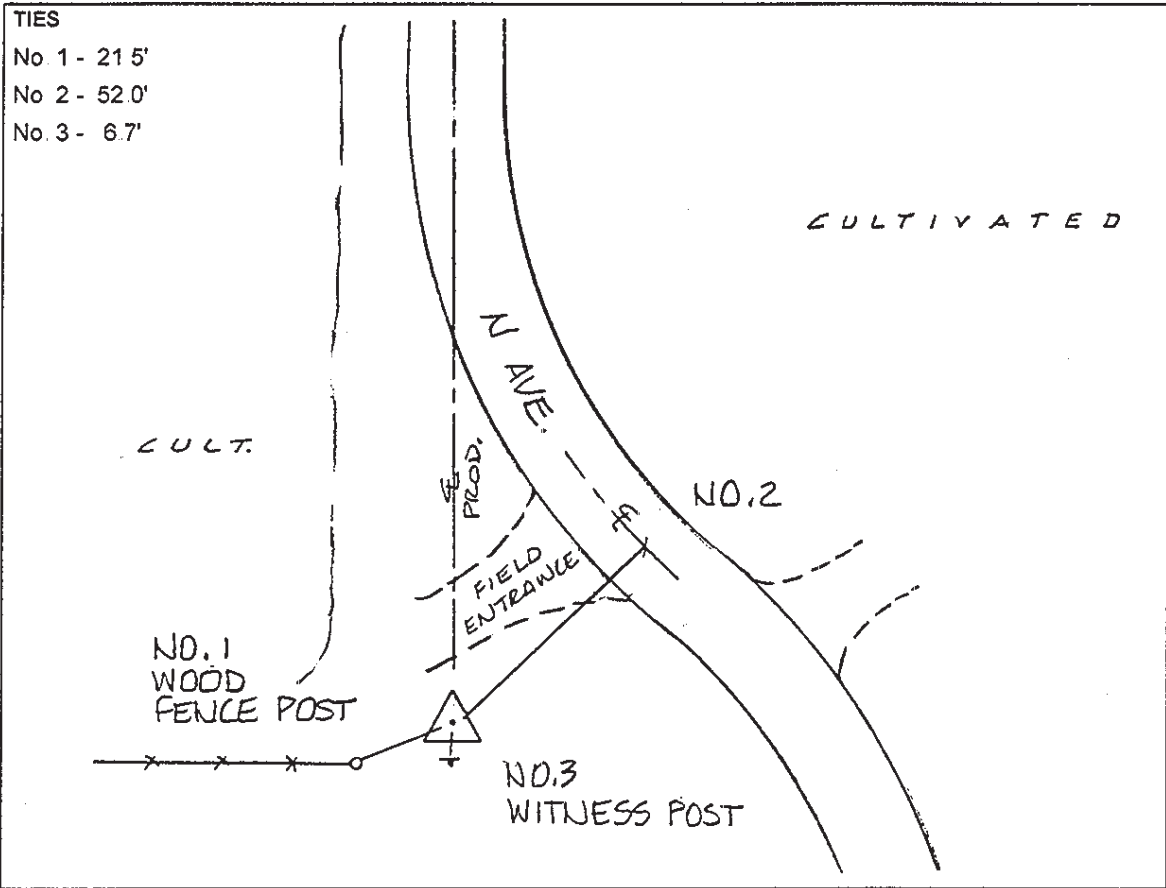 TIES
No. 1 - 21 5'
No 2 - 52.0'
No. 3 - 6.7'
CULTIVATED
N AVE.
CULT.
℄ PROD.
NO.2
℄
FIELD
ENTRANCE
NO.1
WOOD
FENCE POST
NO.3
WITNESS POST